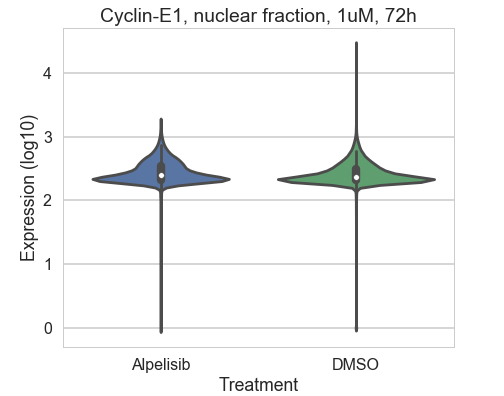 Cyclin-E1, nuclear fraction, 1uM, 72h
Expression (log10)
4
3
2
1
0
Alpelisib
DMSO
Treatment